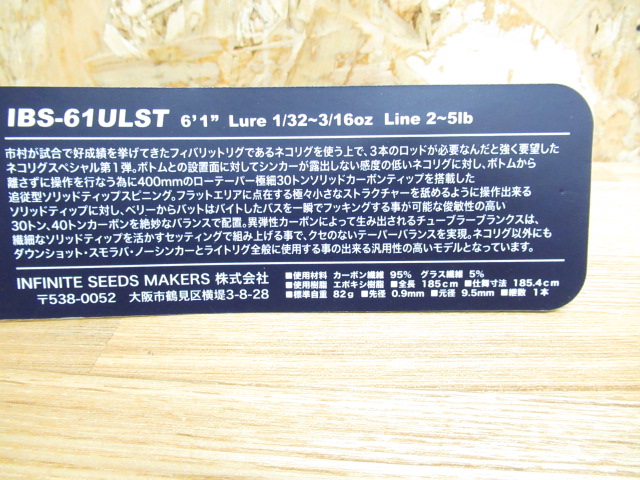 IBS-61ULST 6'1" Lure 1/32~3/16oz Line 2~5lb
市村が試合で好成績を挙げてきたフィバリットリグであるネコリグを使う上で、3本のロッドが必要なんだと強く要望した
ネコリグスペシャル第1弾。ボトムとの設置面に対してシンカーが露出しない感度の低いネコリグに対し、ボトムから
離さずに操作を行なう為に400mmのローテーパー極細30トンソリッドカーボンティップを搭載した
追従型ソリッドティップスピニング。フラットエリアに点在する極々小さなストラクチャーを舐めるように操作出来る
ソリッドティップに対し、ベリーからバットはバイトしたバスを一瞬でフッキングする事が可能な俊敏性の高い
30トン、40トンカーボンを絶妙なバランスで配置。異弾性カーボンによって生み出されるチューブラーブランクスは、
繊細なソリッドティップを活かすセッティングで組み上げる事で、クセのないテーパーバランスを実現。ネコリグ以外にも
ダウンショット・スモラバ・ノーシンカーとライトリグ全般に使用する事の出来る汎用性の高いモデルとなっています。
INFINITE SEEDS MAKERS 株式会社
〒538-0052 大阪市鶴見区横堤3-8-28
■使用材料 カーボン繊維 95% グラス繊維 5%
■使用樹脂 エポキシ樹脂 ■全長 185cm ■仕舞寸法 185.4cm
■標準自重 82g ■先径 0.9mm ■元径 9.5mm ■継数 1本